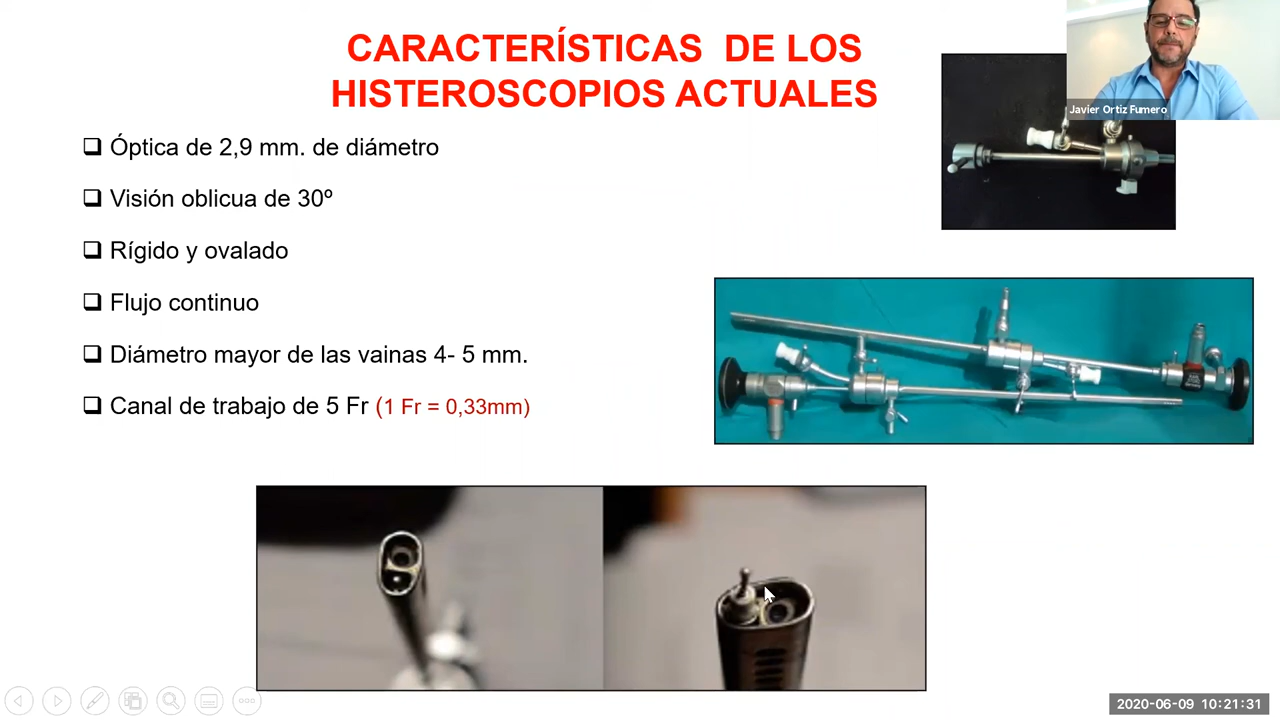 CARACTERÍSTICAS DE LOS
HISTEROSCOPIOS ACTUALES
Javier Ortiz Fumero
Óptica de 2,9 mm. de diámetro
Visión oblicua de 30º
Rígido y ovalado
Flujo continuo
Diámetro mayor de las vainas 4- 5 mm.
Canal de trabajo de 5 Fr (1 Fr = 0,33mm)
2020-06-09 10:21:31